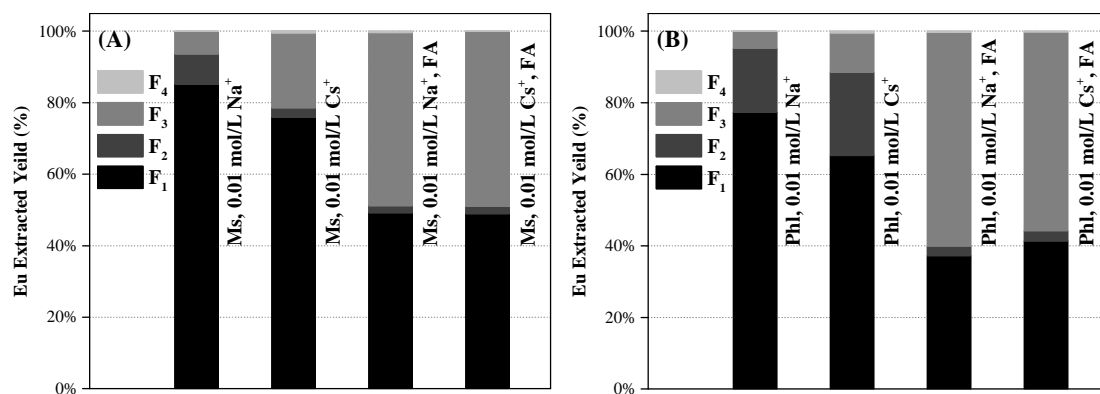 (A)
Eu Extracted Yeild (%)
100%
80%
60%
40%
20%
0%
F4
F3
F2
F1
Ms, 0.01 mol/L Na+
Ms, 0.01 mol/L Cs+
Ms, 0.01 mol/L Na+, FA
Ms, 0.01 mol/L Cs+, FA
(B)
Eu Extracted Yeild (%)
100%
80%
60%
40%
20%
0%
F4
F3
F2
F1
Phl, 0.01 mol/L Na+
Phl, 0.01 mol/L Cs+
Phl, 0.01 mol/L Na+, FA
Phl, 0.01 mol/L Cs+, FA